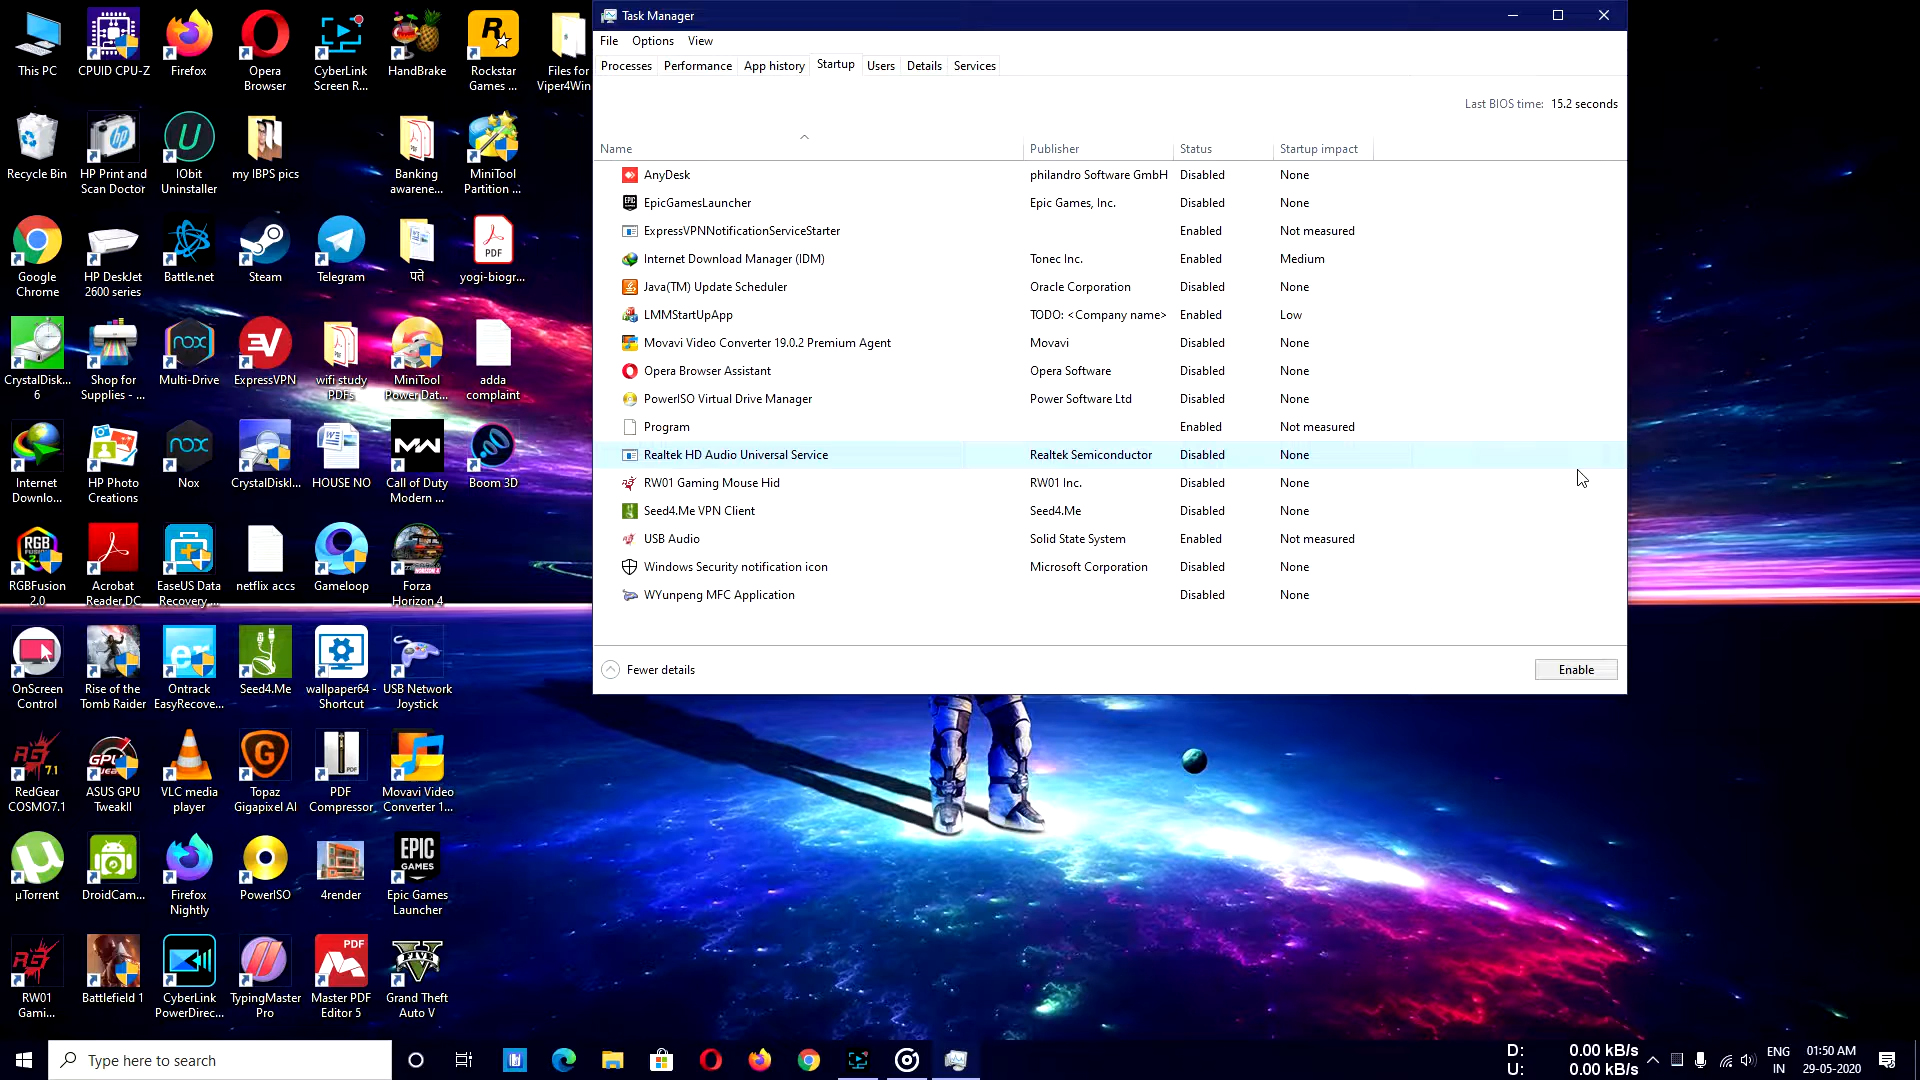 This PC
CPUID CPU-Z
Firefox
Opera
Browser
CyberLink
Screen R...
HandBrake
Rockstar
Games ...
Files for
Viper4Win
Recycle Bin
HP Print and
Scan Doctor
IObit
Uninstaller
my IBPS pics
Banking
awarene...
MiniTool
Partition ...
Google
Chrome
HP DeskJet
2600 series
Battle.net
Steam
Telegram
पते
PDF
yogi-biogr...
CrystalDisk...
6
Shop for
Supplies - ...
nox
Multi-Drive
ExpressVPN
wifi study
PDFs
MiniTool
Power Dat...
adda
complaint
Internet
Downlo...
HP Photo
Creations
nox
Nox
CrystalDiskI...
HOUSE NO
Call of Duty
Modern ...
Boom 3D
RGB
RGBFusion
2.0
Acrobat
Reader DC
EaseUS Data
Recovery ...
netflix accs
Gameloop
Forza
Horizon 4
OnScreen
Control
Rise of the
Tomb Raider
er
Ontrack
EasyRecove...
Seed4.Me
wallpaper64 -
Shortcut
USB Network
Joystick
7.1
RedGear
COSMO7.1
ASUS GPU
TweakII
VLC media
player
Topaz
Gigapixel AI
PDF
PDF
Compressor
Movavi Video
Converter 1...
µTorrent
DroidCam...
Firefox
Nightly
PowerISO
4render
EPIC
GAMES
Epic Games
Launcher
RW01
Gami...
Battlefield 1
CyberLink
PowerDirec...
TypingMaster
Pro
PDF
Master PDF
Editor 5
FIVE
Grand Theft
Auto V
Task Manager
File Options View
Processes Performance App history Startup Users Details Services
Last BIOS time: 15.2 seconds
Name Publisher Status Startup impact
AnyDesk philandro Software GmbH Disabled None
EpicGamesLauncher Epic Games, Inc. Disabled None
ExpressVPNNotificationServiceStarter Enabled Not measured
Internet Download Manager (IDM) Tonec Inc. Enabled Medium
Java(TM) Update Scheduler Oracle Corporation Disabled None
LMMStartUpApp TODO: <Company name> Enabled Low
Movavi Video Converter 19.0.2 Premium Agent Movavi Disabled None
Opera Browser Assistant Opera Software Disabled None
PowerISO Virtual Drive Manager Power Software Ltd Disabled None
Program Enabled Not measured
Realtek HD Audio Universal Service Realtek Semiconductor Disabled None
RW01 Gaming Mouse Hid RW01 Inc. Disabled None
Seed4.Me VPN Client Seed4.Me Disabled None
USB Audio Solid State System Enabled Not measured
Windows Security notification icon Microsoft Corporation Disabled None
WYunpeng MFC Application Disabled None
Fewer details
Enable
Type here to search
D: 0.00 kB/s
U: 0.00 kB/s
ENG
IN
01:50 AM
29-05-2020